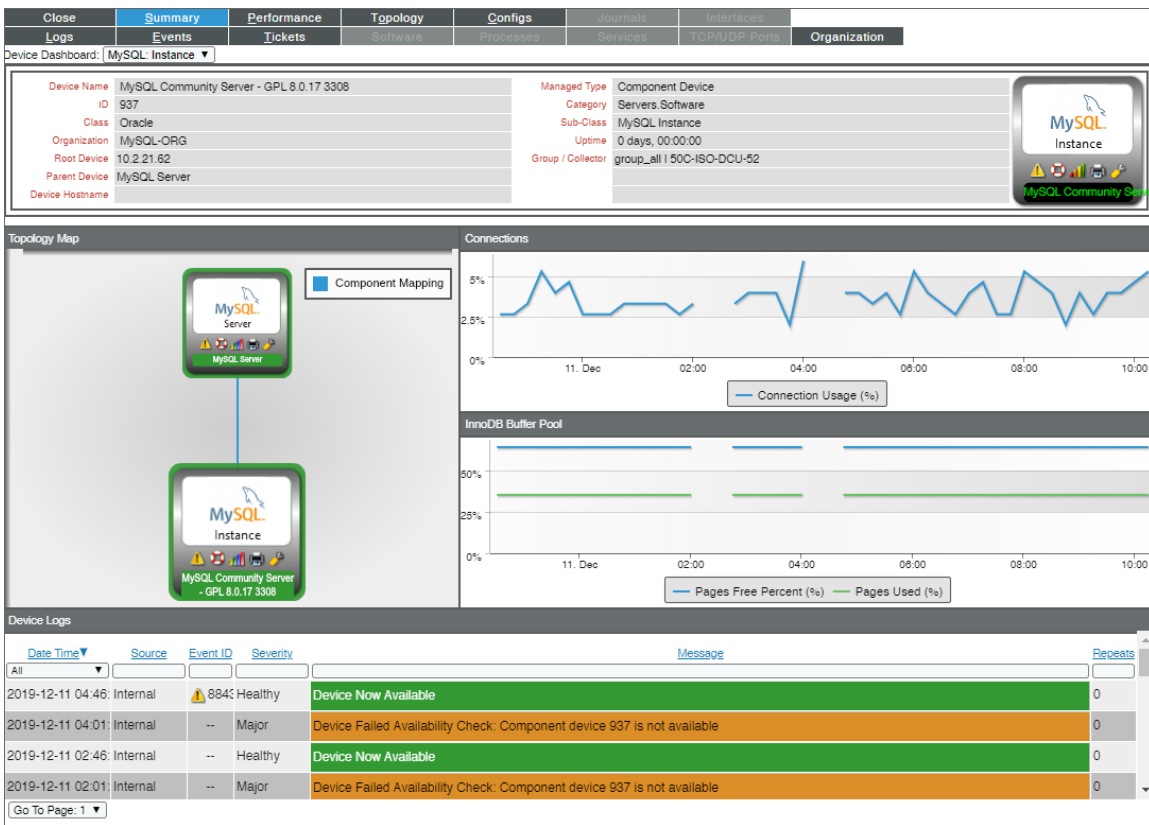 Close Summary Performance Topology Configs Journals Interfaces
Logs Events Tickets Software Processes Services TCP/UDP Ports Organization
Device Dashboard: MySQL: Instance ▼
Device Name MySQL Community Server - GPL 8.0.17 3308 Managed Type Component Device
ID 937 Category Servers.Software
Class Oracle Sub-Class MySQL Instance
Organization MySQL-ORG Uptime 0 days, 00:00:00
Root Device 10.2.21.62 Group / Collector group_all | 50C-ISO-DCU-52
Parent Device MySQL Server
Device Hostname
MySQL
Instance
MySQL Community Ser
Topology Map
Component Mapping
MySQL
Server
MySQL Server
MySQL
Instance
MySQL Community Server
- GPL 8.0.17 3308
Connections
5%
2.5%
0%
11. Dec 02:00 04:00 06:00 08:00 10:00
Connection Usage (%)
InnoDB Buffer Pool
50%
25%
0%
11. Dec 02:00 04:00 06:00 08:00 10:00
Pages Free Percent (%) Pages Used (%)
Device Logs
Date Time▼ Source Event ID Severity Message Repeats
All ▼
2019-12-11 04:46: Internal 8843 Healthy Device Now Available 0
2019-12-11 04:01: Internal -- Major Device Failed Availability Check: Component device 937 is not available 0
2019-12-11 02:46: Internal -- Healthy Device Now Available 0
2019-12-11 02:01: Internal -- Major Device Failed Availability Check: Component device 937 is not available 0
Go To Page: 1 ▼